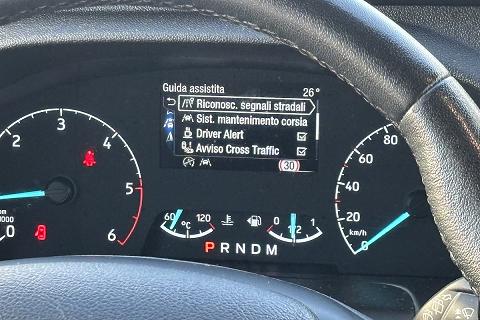 Guida assistita 26°
Riconosc. segnali stradali
Sist. mantenimento corsia
Driver Alert
Avviso Cross Traffic
30
2 3 4 5 6
0
60 120
°C
0 1/2 1
P R N D M
80
60
40
20
0
km/h